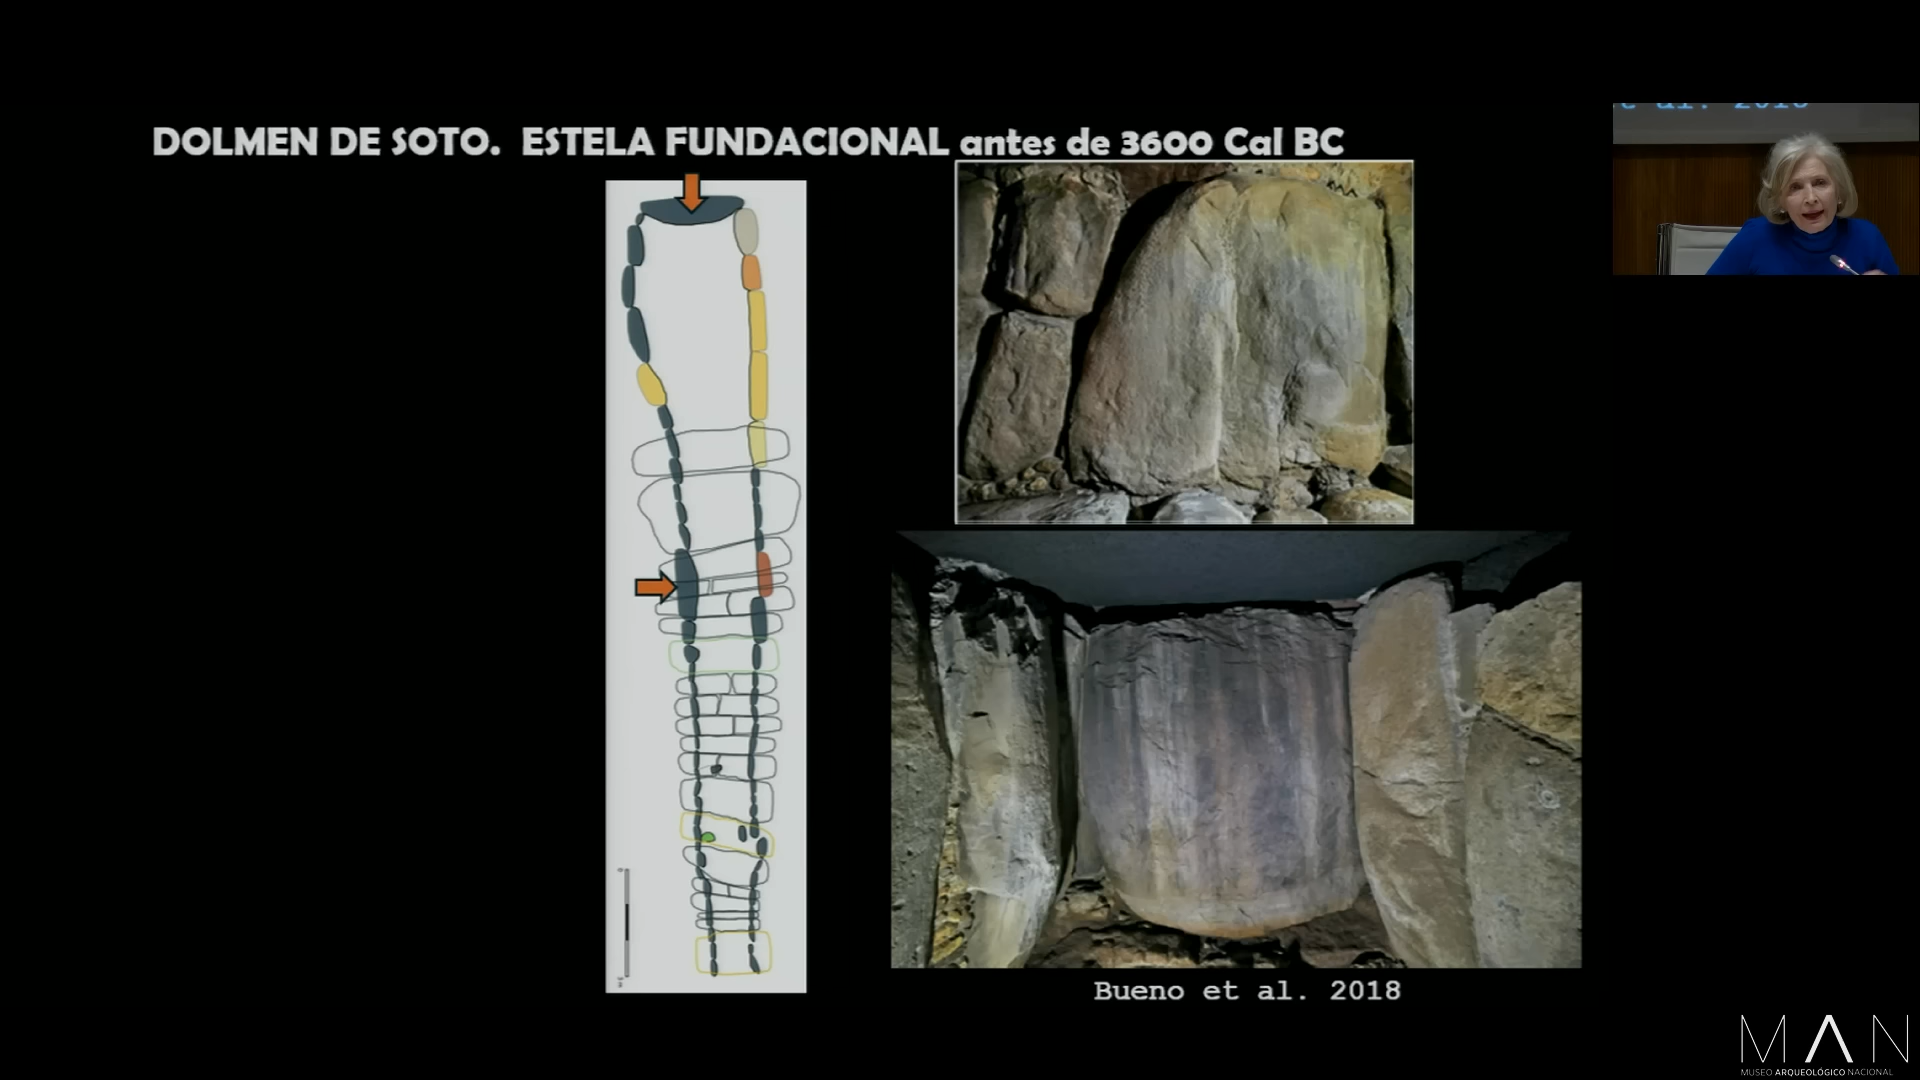 DOLMEN DE SOTO. ESTELA FUNDACIONAL antes de 3600 Cal BC
Bueno et al. 2018
MAN
MUSEO ARQUEOLÓGICO NACIONAL